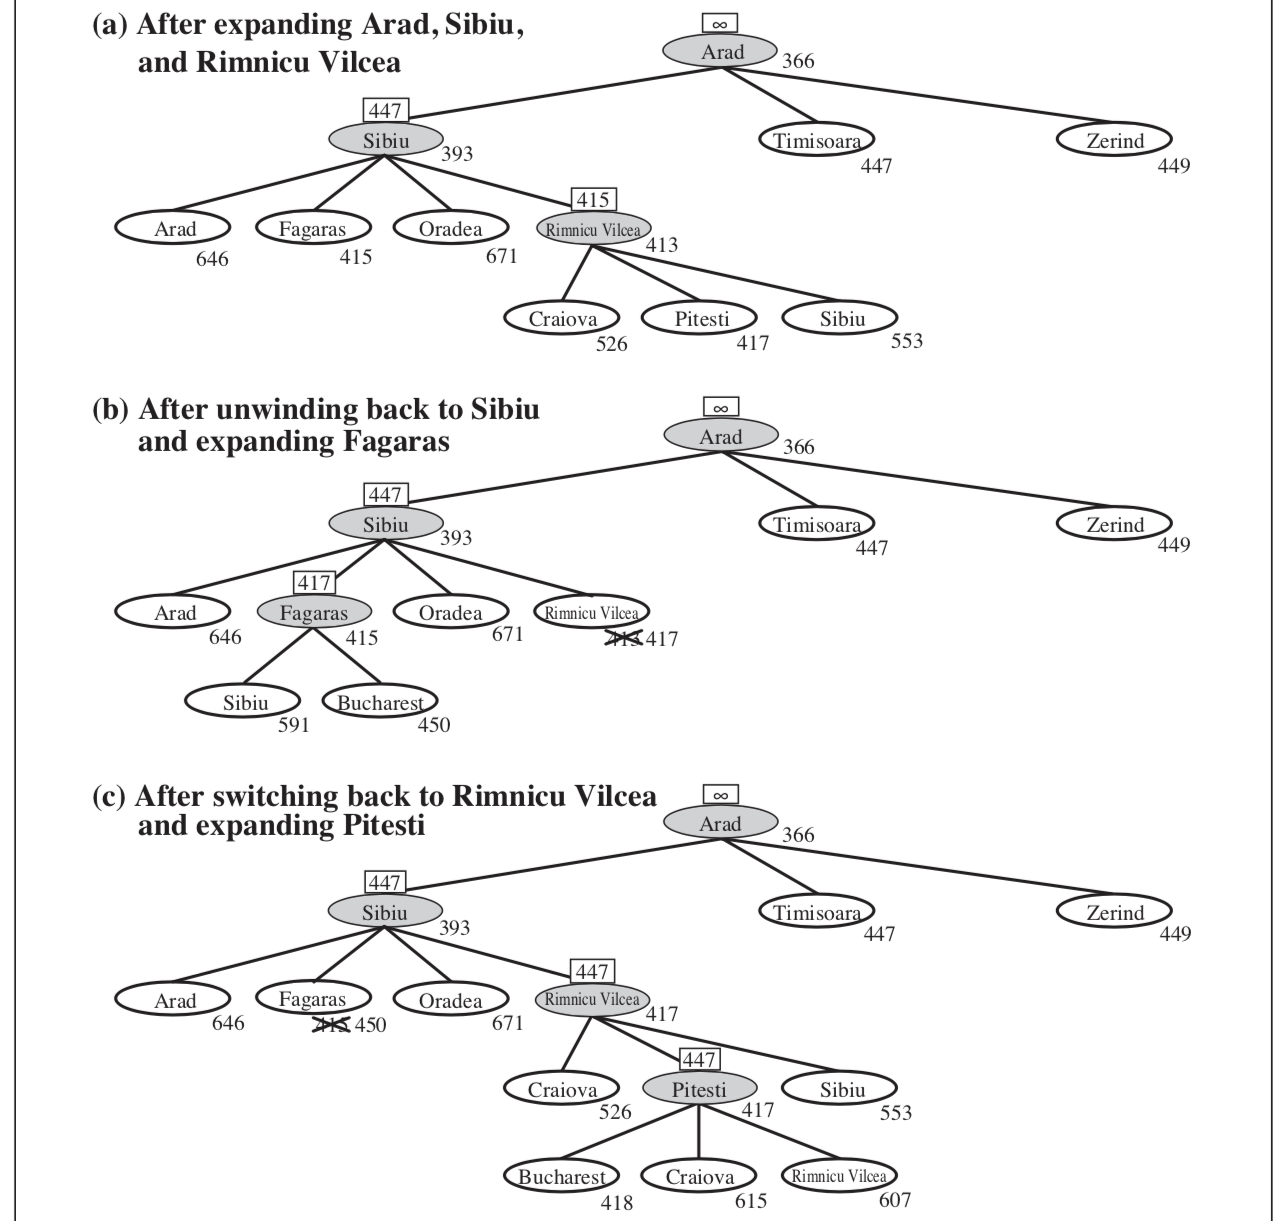 (a) After expanding Arad, Sibiu,
and Rimnicu Vilcea
∞
Arad
366
447
Sibiu
393
Timisoara
447
Zerind
449
Arad
646
Fagaras
415
Oradea
671
415
Rimnicu Vilcea
413
Craiova
526
Pitesti
417
Sibiu
553
(b) After unwinding back to Sibiu
and expanding Fagaras
∞
Arad
366
447
Sibiu
393
Timisoara
447
Zerind
449
Arad
646
417
Fagaras
415
Oradea
671
Rimnicu Vilcea
413 417
Sibiu
591
Bucharest
450
(c) After switching back to Rimnicu Vilcea
and expanding Pitesti
∞
Arad
366
447
Sibiu
393
Timisoara
447
Zerind
449
Arad
646
Fagaras
415 450
Oradea
671
447
Rimnicu Vilcea
417
Craiova
526
447
Pitesti
417
Sibiu
553
Bucharest
418
Craiova
615
Rimnicu Vilcea
607